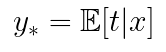 y_* = 𝔼[t|x]